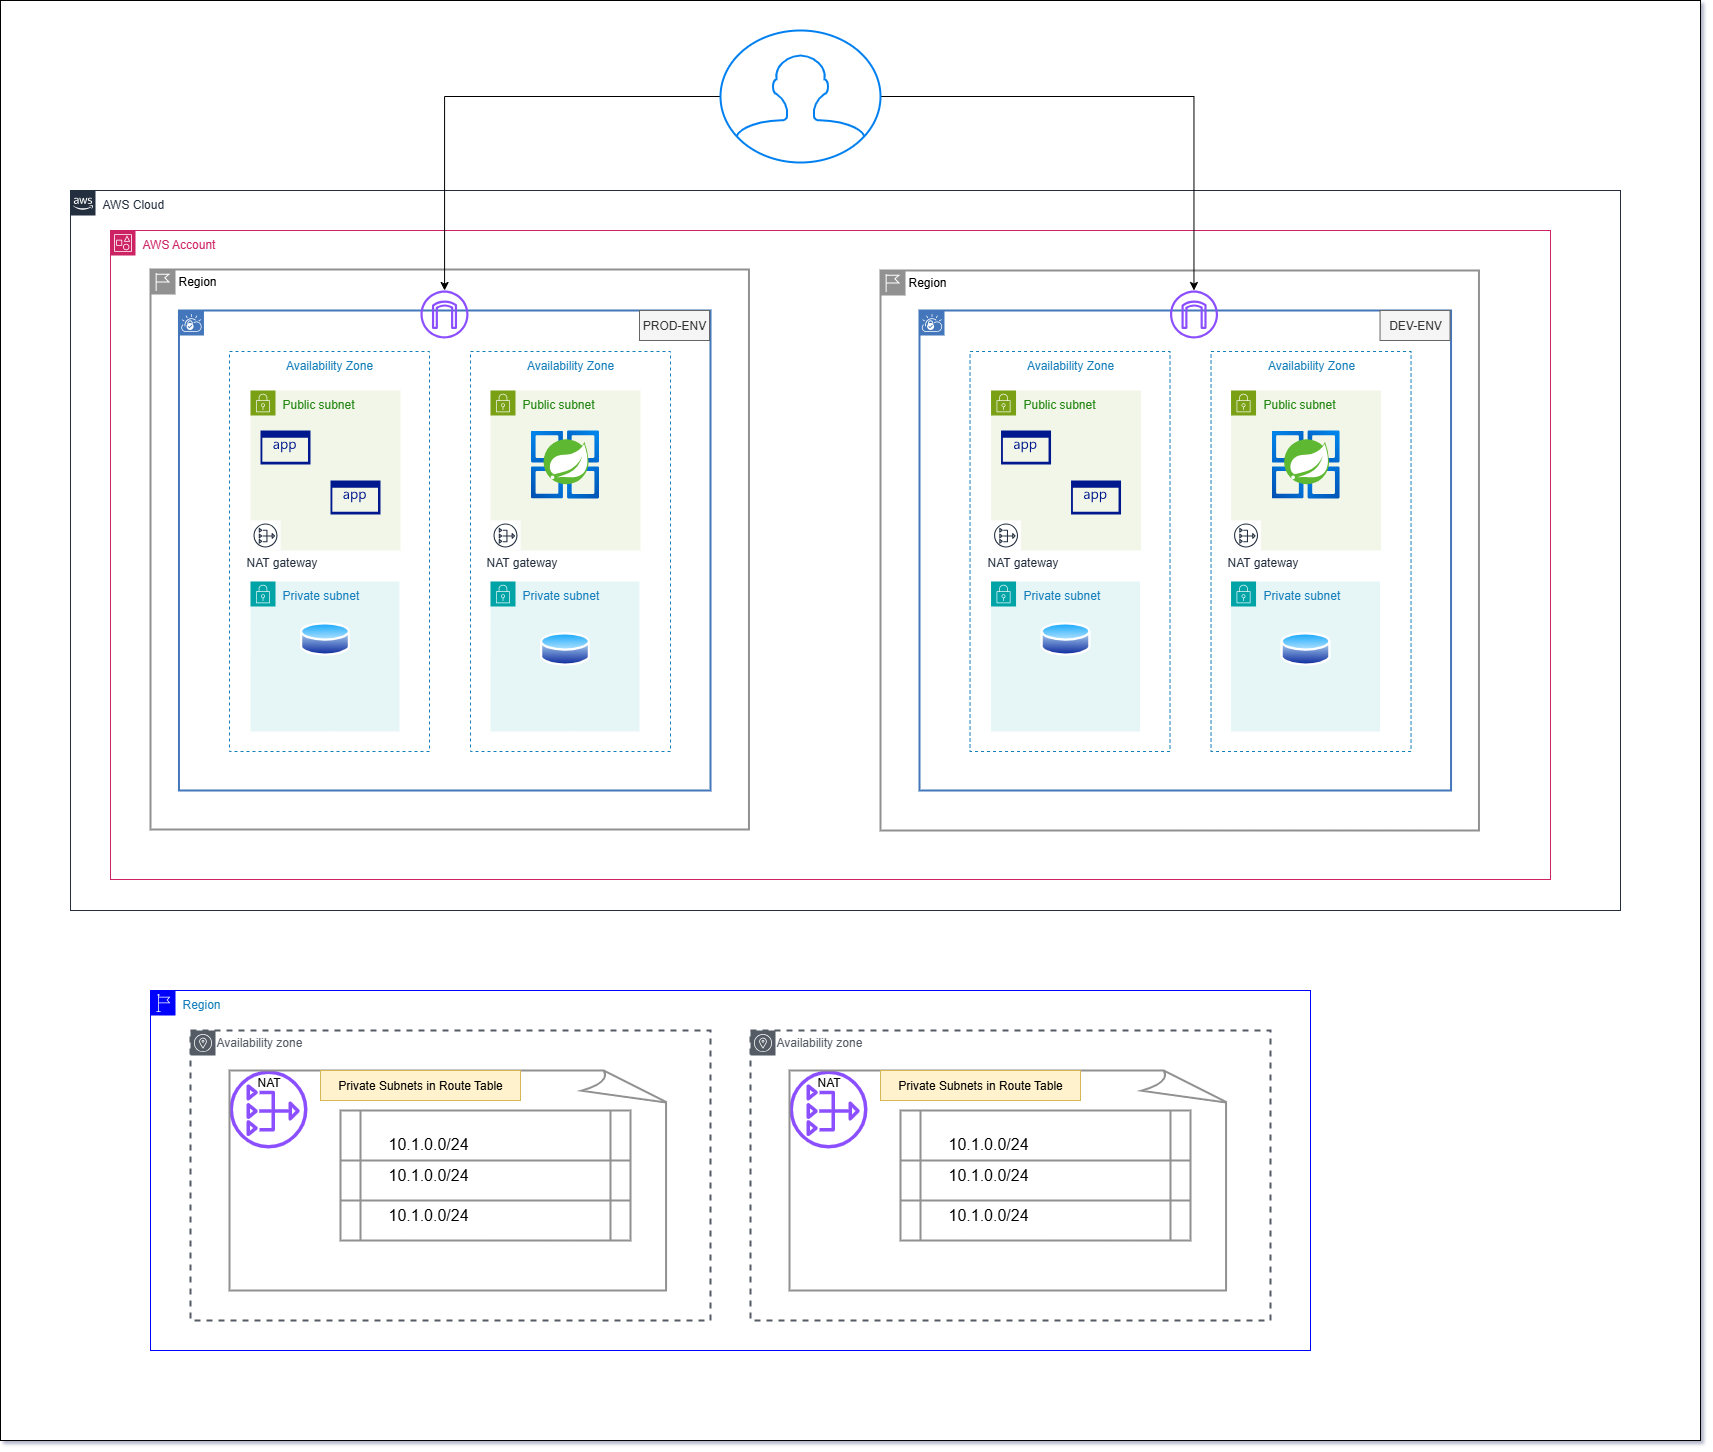 aws
AWS Cloud
AWS Account
Region
PROD-ENV
Availability Zone
Public subnet
app
app
NAT gateway
Private subnet
Availability Zone
Public subnet
NAT gateway
Private subnet
Region
DEV-ENV
Availability Zone
Public subnet
app
app
NAT gateway
Private subnet
Availability Zone
Public subnet
NAT gateway
Private subnet
Region
Availability zone
NAT
Private Subnets in Route Table
10.1.0.0/24
10.1.0.0/24
10.1.0.0/24
Availability zone
NAT
Private Subnets in Route Table
10.1.0.0/24
10.1.0.0/24
10.1.0.0/24